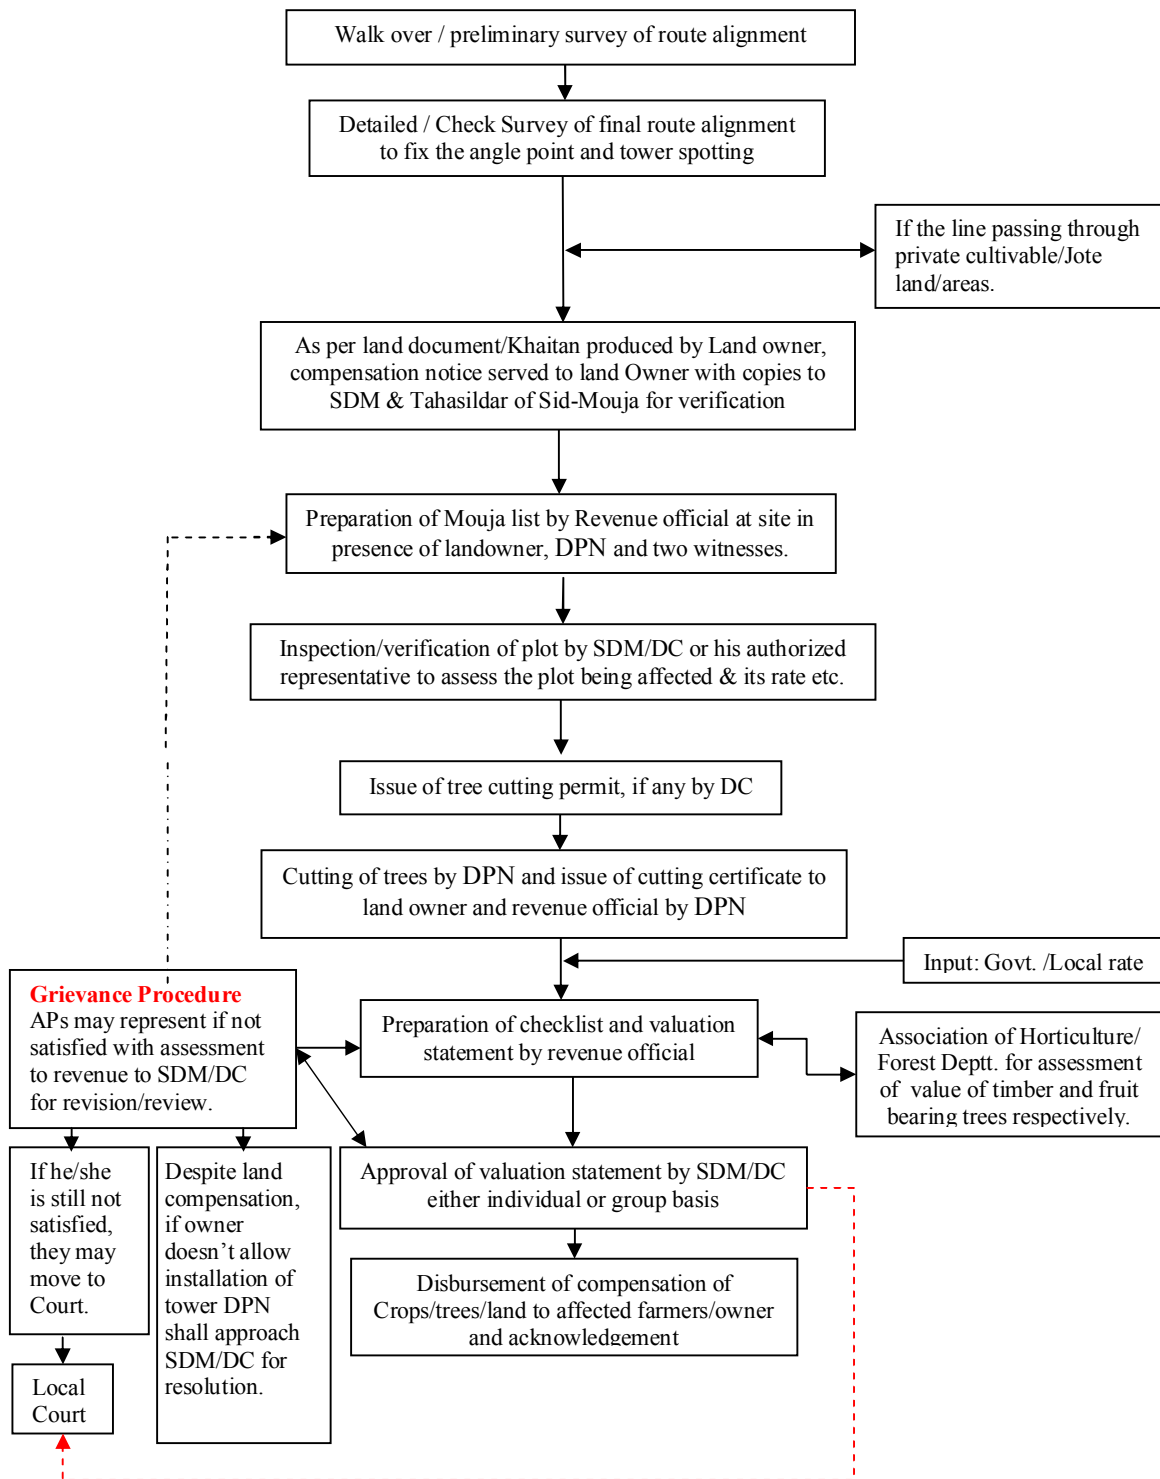 Walk over / preliminary survey of route alignment
Detailed / Check Survey of final route alignment
to fix the angle point and tower spotting
If the line passing through
private cultivable/Jote
land/areas.
As per land document/Khaitan produced by Land owner,
compensation notice served to land Owner with copies to
SDM & Tahasildar of Sid-Mouja for verification
Preparation of Mouja list by Revenue official at site in
presence of landowner, DPN and two witnesses.
Inspection/verification of plot by SDM/DC or his authorized
representative to assess the plot being affected & its rate etc.
Issue of tree cutting permit, if any by DC
Cutting of trees by DPN and issue of cutting certificate to
land owner and revenue official by DPN
Input: Govt. /Local rate
Grievance Procedure
APs may represent if not
satisfied with assessment
to revenue to SDM/DC
for revision/review.
Preparation of checklist and valuation
statement by revenue official
Association of Horticulture/
Forest Deptt. for assessment
of value of timber and fruit
bearing trees respectively.
If he/she
is still not
satisfied,
they may
move to
Court.
Despite land
compensation,
if owner
doesn’t allow
installation of
tower DPN
shall approach
SDM/DC for
resolution.
Approval of valuation statement by SDM/DC
either individual or group basis
Disbursement of compensation of
Crops/trees/land to affected farmers/owner
and acknowledgement
Local
Court